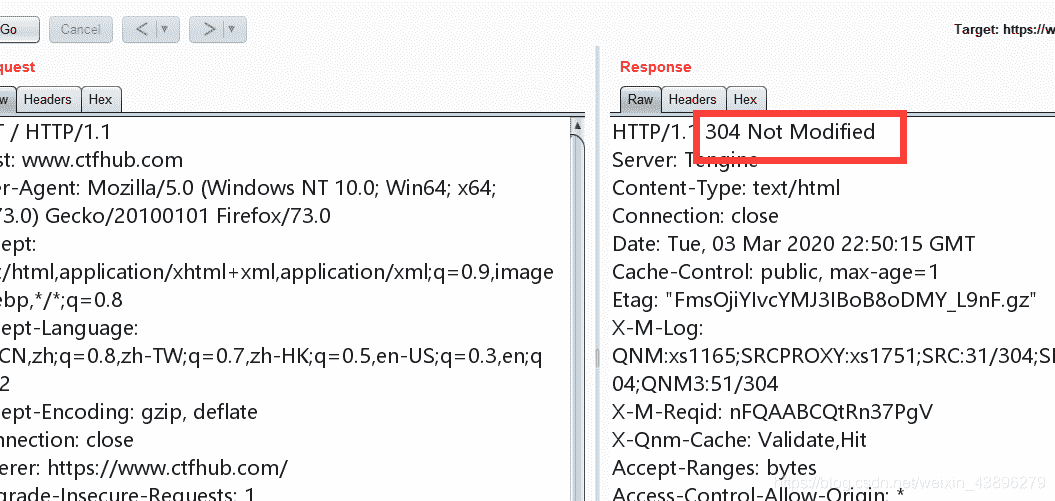 Go
Cancel
<
>
Target: https://w
quest
w
Headers
Hex
T / HTTP/1.1
st: www.ctfhub.com
er-Agent: Mozilla/5.0 (Windows NT 10.0; Win64; x64;
73.0) Gecko/20100101 Firefox/73.0
cept:
t/html,application/xhtml+xml,application/xml;q=0.9,image
ebp,*/*;q=0.8
cept-Language:
CN,zh;q=0.8,zh-TW;q=0.7,zh-HK;q=0.5,en-US;q=0.3,en;q
2
cept-Encoding: gzip, deflate
nnection: close
erer: https://www.ctfhub.com/
grade-Insecure-Requests: 1
Response
Raw
Headers
Hex
HTTP/1.1 304 Not Modified
Server: Tengine
Content-Type: text/html
Connection: close
Date: Tue, 03 Mar 2020 22:50:15 GMT
Cache-Control: public, max-age=1
Etag: "FmsOjiYIvcYMJ3IBoB8oDMY_L9nF.gz"
X-M-Log:
QNM:xs1165;SRCPROXY:xs1751;SRC:31/304;SI
04;QNM3:51/304
X-M-Reqid: nFQAABCQtRn37PgV
X-Qnm-Cache: Validate,Hit
Accept-Ranges: bytes
Access-Control-Allow-Origin: *
https://blog.csdn.net/weixin_43896279